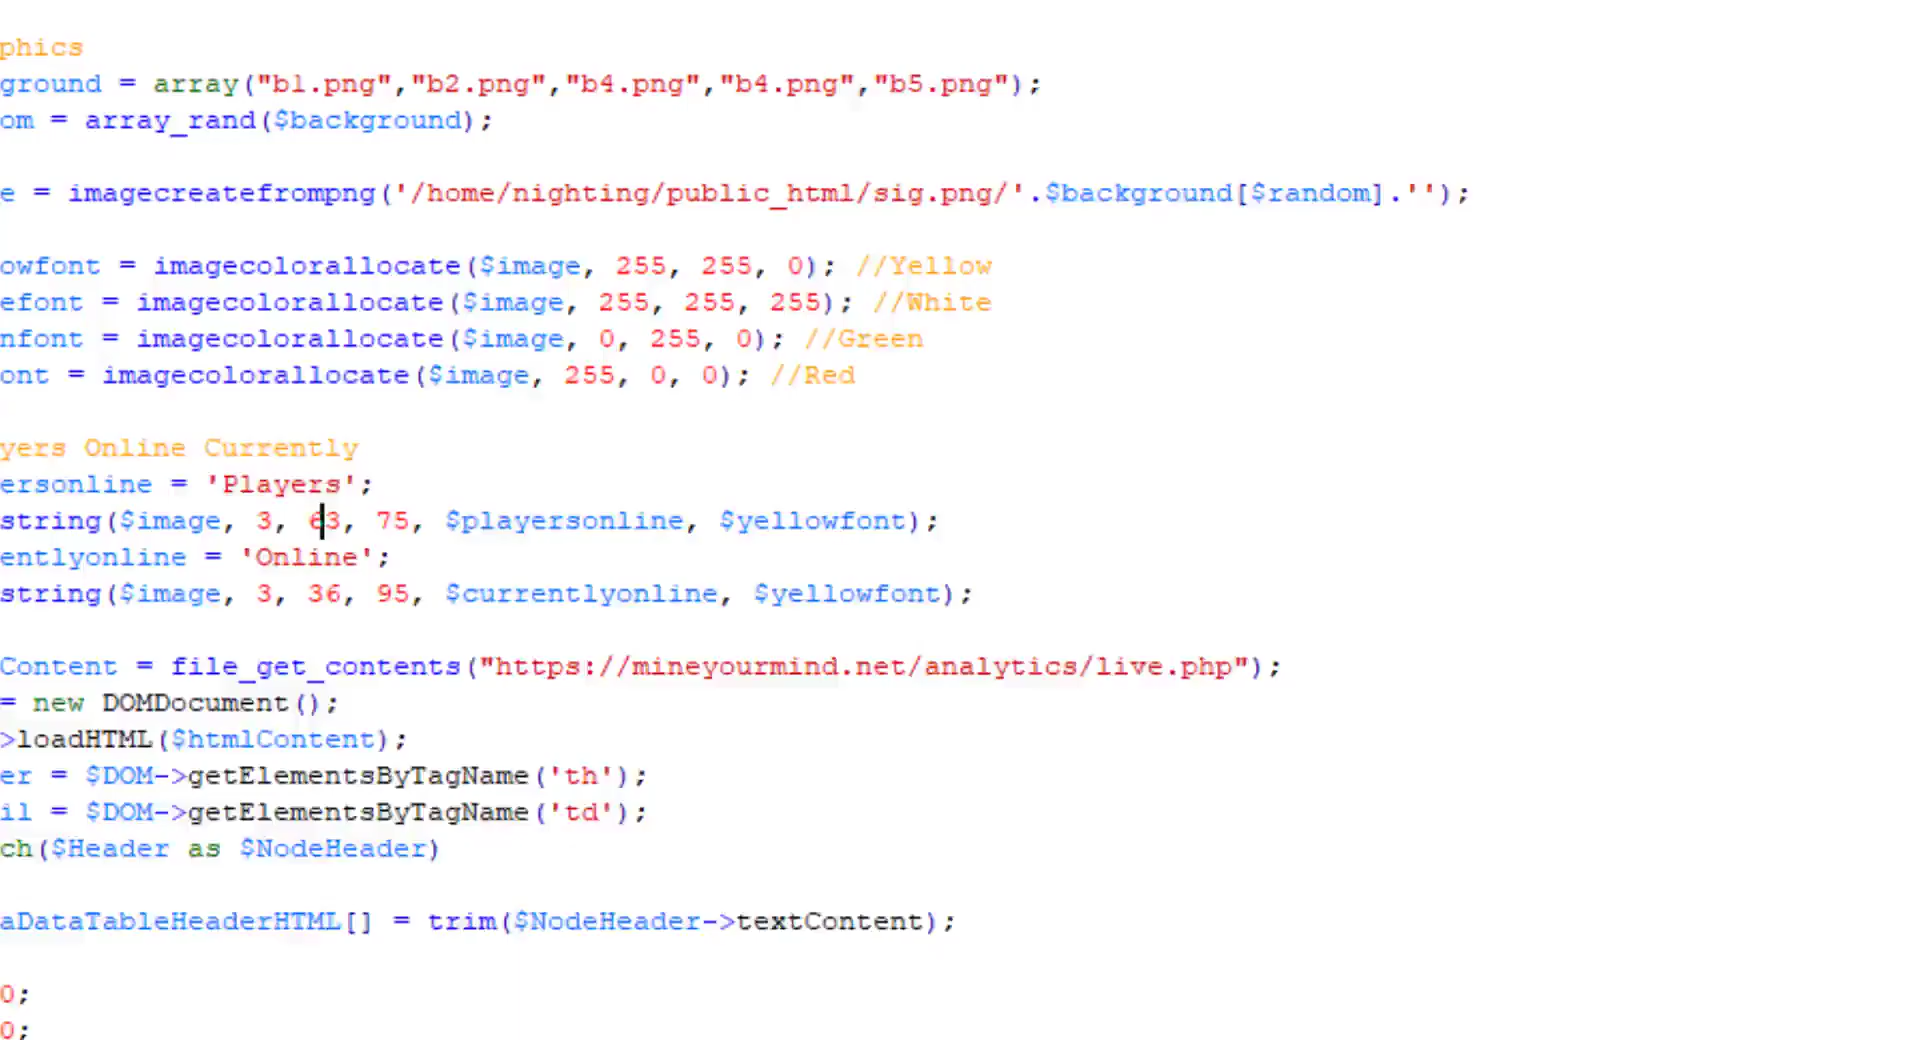 phics
ground = array("b1.png","b2.png","b4.png","b4.png","b5.png");
om = array_rand($background);
e = imagecreatefrompng('/home/nighting/public_html/sig.png/'.$background[$random].'');
owfont = imagecolorallocate($image, 255, 255, 0); //Yellow
efont = imagecolorallocate($image, 255, 255, 255); //White
nfont = imagecolorallocate($image, 0, 255, 0); //Green
ont = imagecolorallocate($image, 255, 0, 0); //Red
yers Online Currently
ersonline = 'Players';
string($image, 3, 63, 75, $playersonline, $yellowfont);
entlyonline = 'Online';
string($image, 3, 36, 95, $currentlyonline, $yellowfont);
Content = file_get_contents("https://mineyourmind.net/analytics/live.php");
= new DOMDocument();
>loadHTML($htmlContent);
er = $DOM->getElementsByTagName('th');
il = $DOM->getElementsByTagName('td');
ch($Header as $NodeHeader)
aDataTableHeaderHTML[] = trim($NodeHeader->textContent);
0;
0;